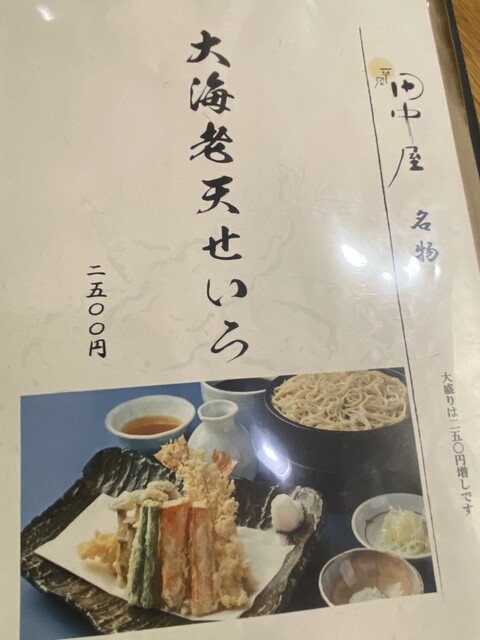 田中屋 名物
大海老天せいろ
二五〇〇円
大盛りは二五〇円増しです